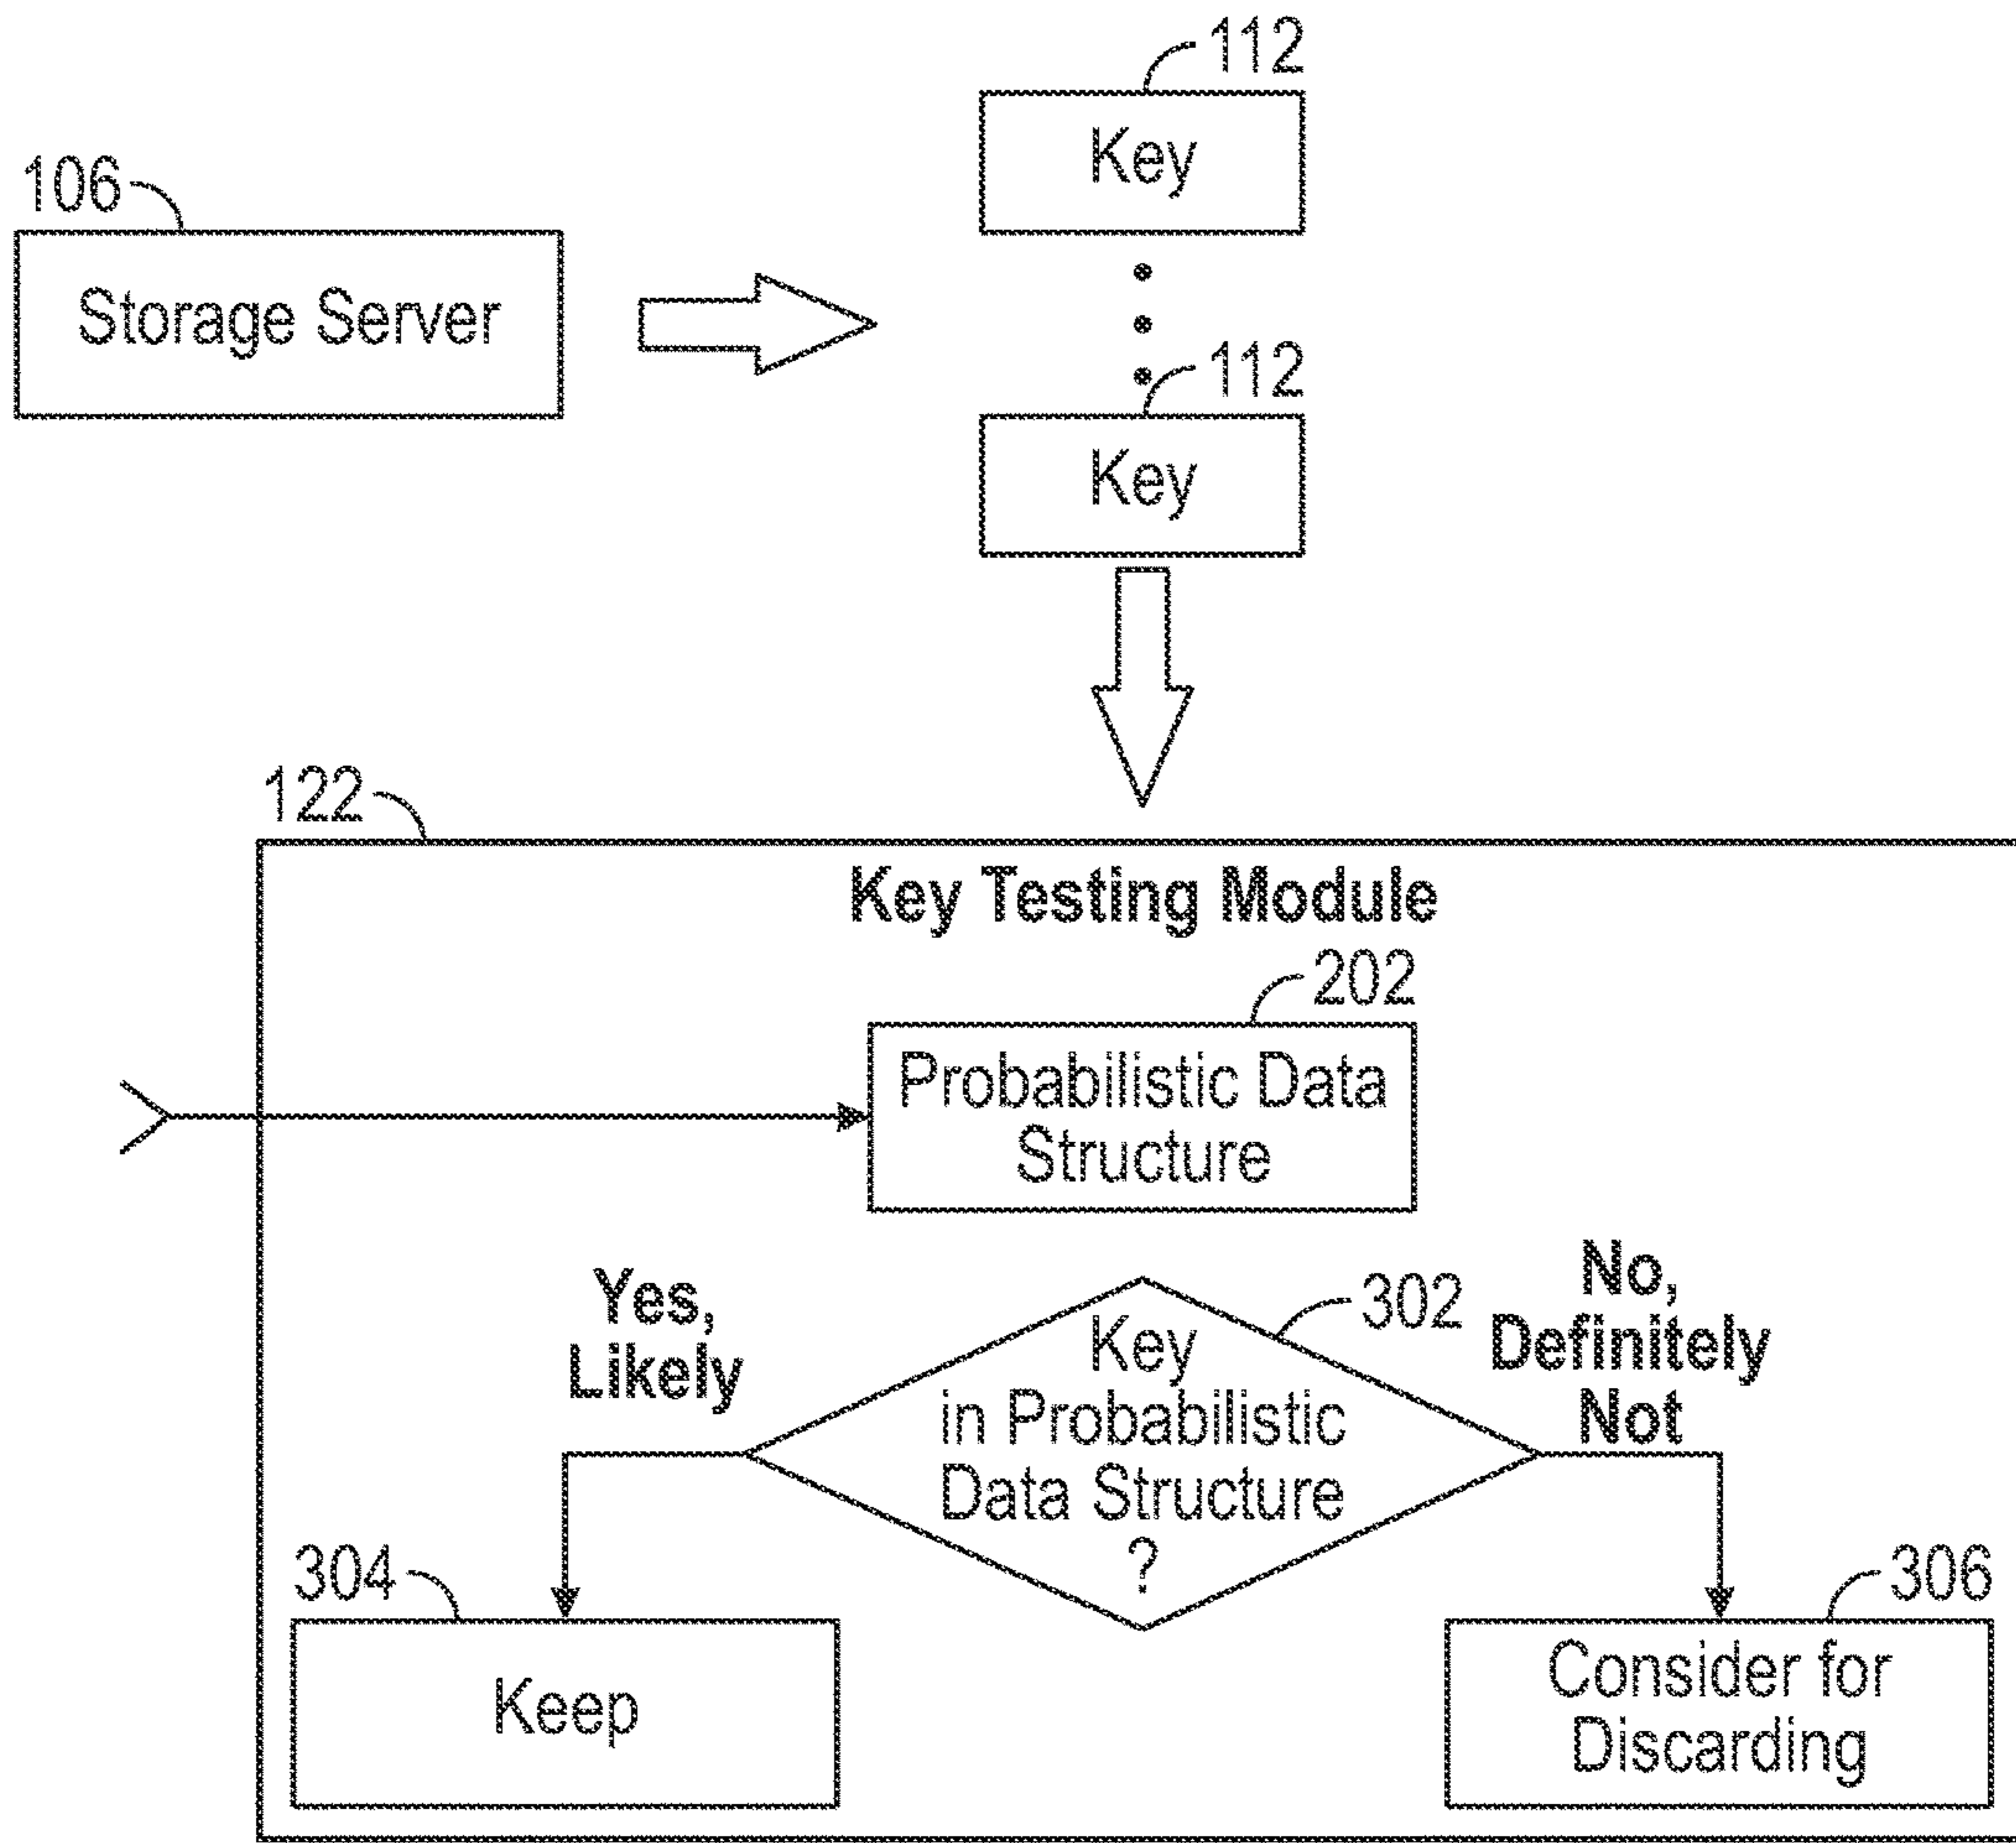 112
Key
106
Storage Server
112
Key
122
Key Testing Module
202
Probabilistic Data
Structure
Yes,
Likely
302
Key
in Probabilistic
Data Structure
?
No,
Definitely
Not
304
Keep
306
Consider for
Discarding